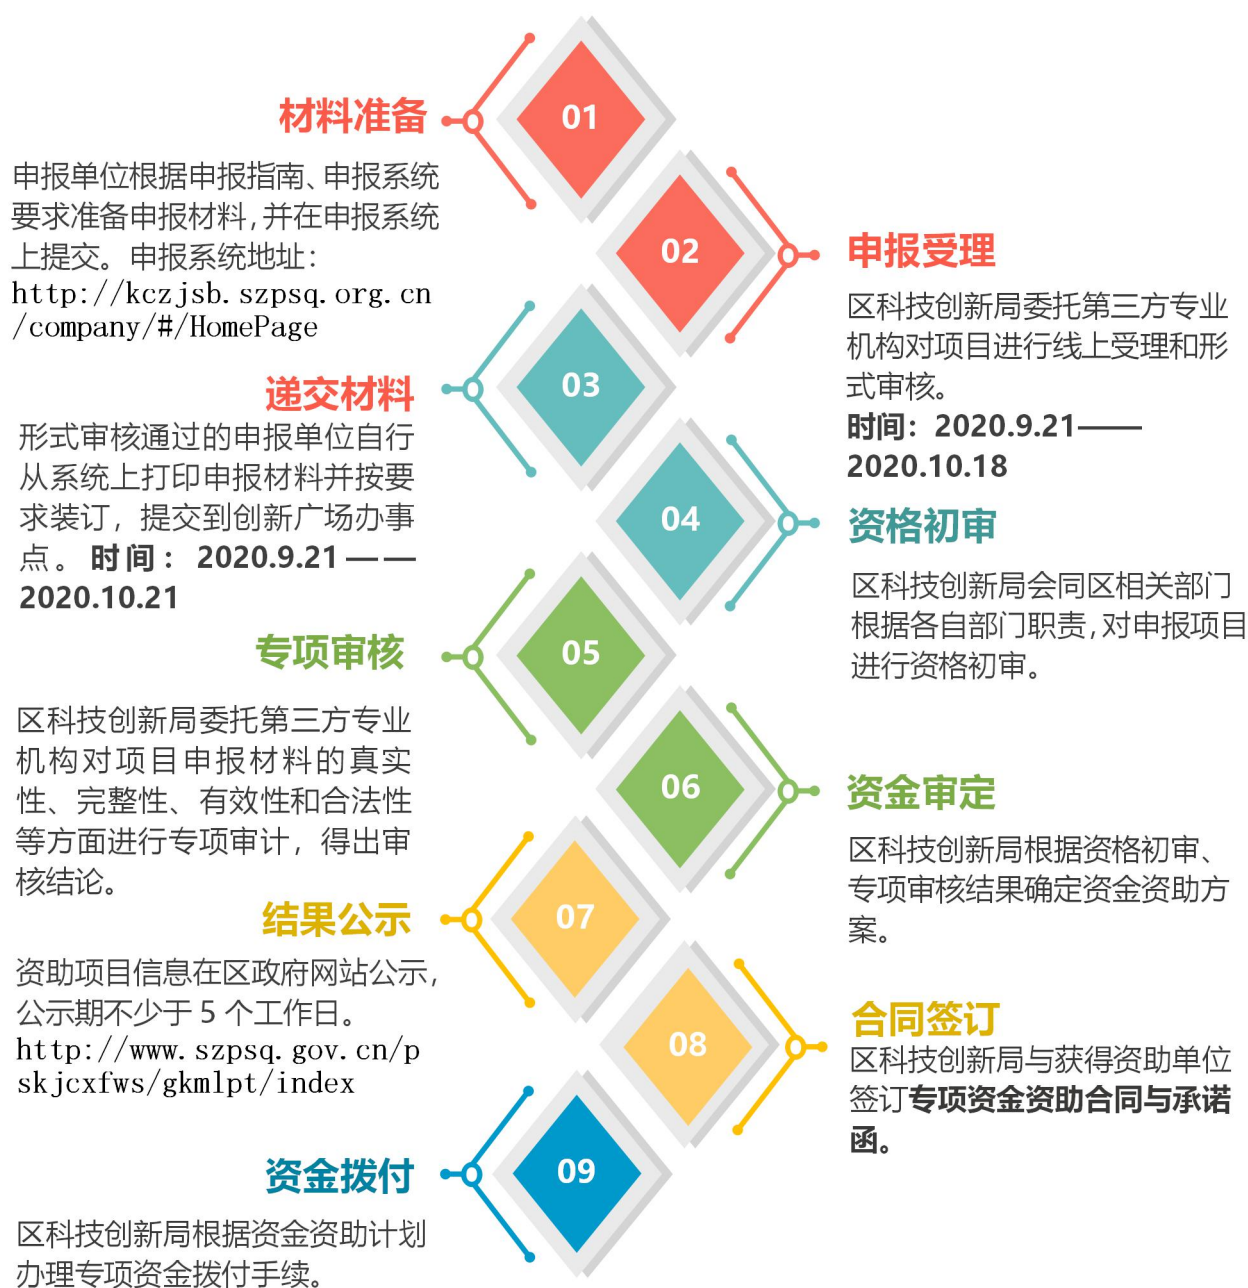 01
材料准备
申报单位根据申报指南、申报系统
要求准备申报材料,并在申报系统
上提交。申报系统地址:
http://kczjsb.szpsq.org.cn
/company/#/HomePage
02
申报受理
区科技创新局委托第三方专业
机构对项目进行线上受理和形
式审核。
时间：2020.9.21——
2020.10.18
03
递交材料
形式审核通过的申报单位自行
从系统上打印申报材料并按要
求装订，提交到创新广场办事
点。时间：2020.9.21——
2020.10.21
04
资格初审
区科技创新局会同区相关部门
根据各自部门职责,对申报项目
进行资格初审。
05
专项审核
区科技创新局委托第三方专业
机构对项目申报材料的真实
性、完整性、有效性和合法性
等方面进行专项审计，得出审
核结论。
06
资金审定
区科技创新局根据资格初审、
专项审核结果确定资金资助方
案。
07
结果公示
资助项目信息在区政府网站公示,
公示期不少于 5 个工作日。
http://www.szpsq.gov.cn/p
skjcxfws/gkmlpt/index
08
合同签订
区科技创新局与获得资助单位
签订专项资金资助合同与承诺
函。
09
资金拨付
区科技创新局根据资金资助计划
办理专项资金拨付手续。